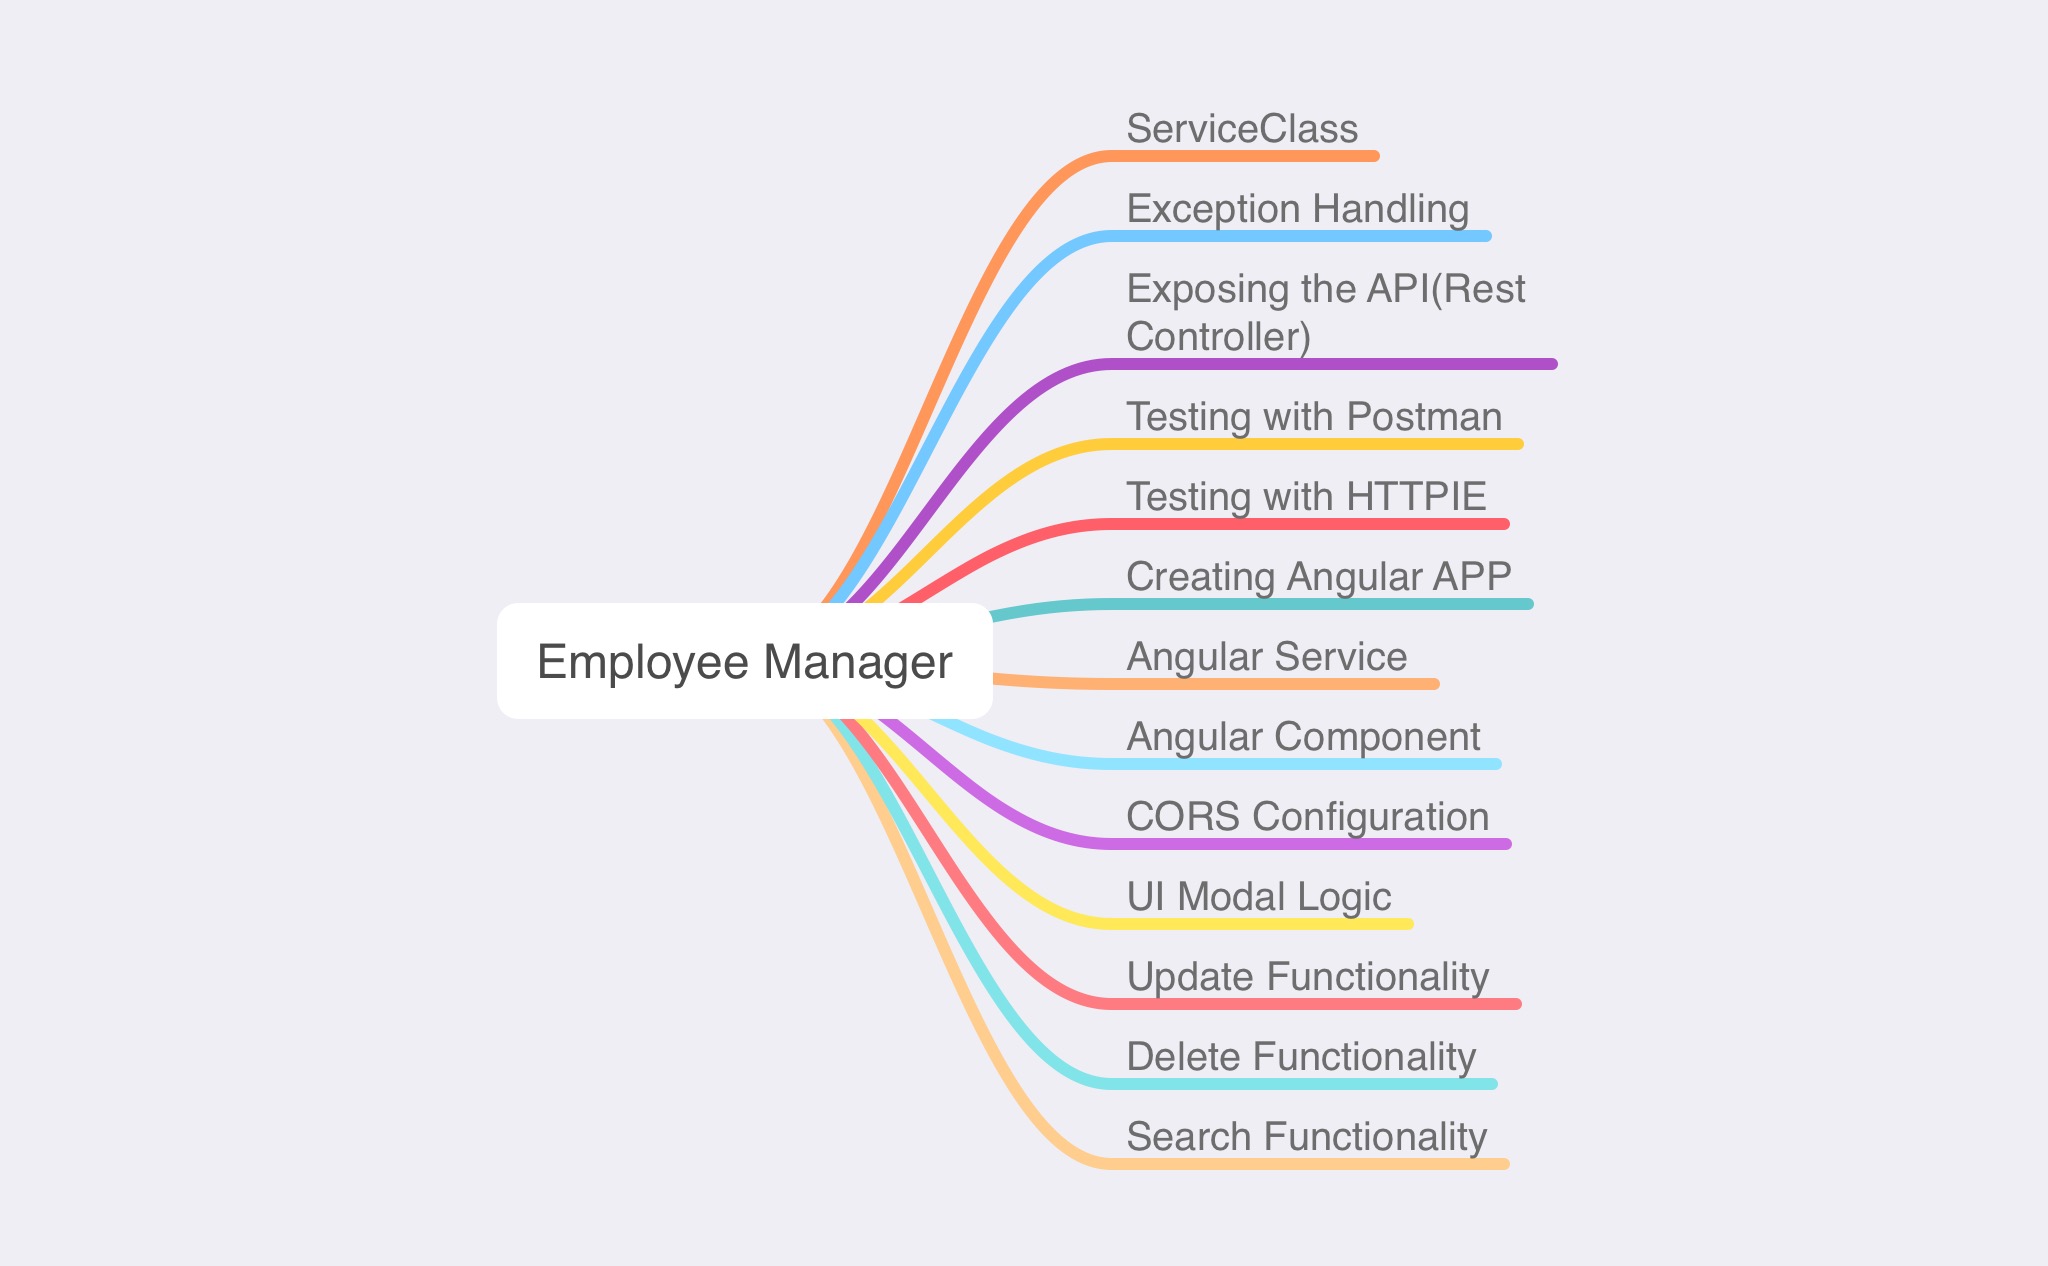 ServiceClass
Exception Handling
Exposing the API(Rest
Controller)
Testing with Postman
Testing with HTTPIE
Creating Angular APP
Employee Manager
Angular Service
Angular Component
CORS Configuration
UI Modal Logic
Update Functionality
Delete Functionality
Search Functionality